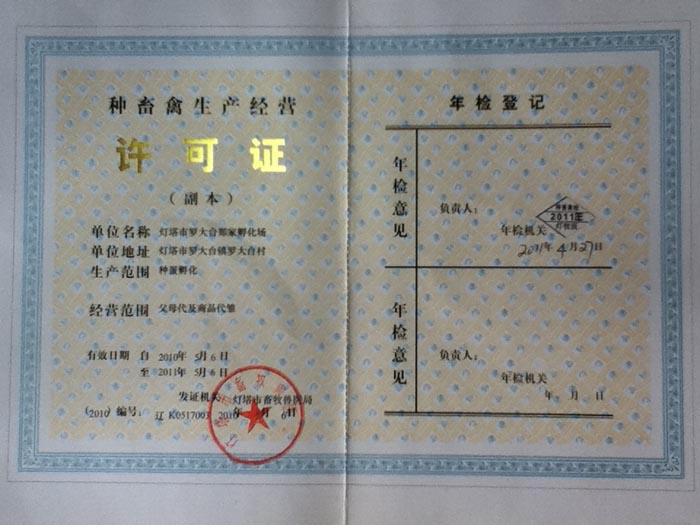 种畜禽生产经营
许可证
（副本）
单位名称 灯塔市罗大台郑家孵化场
单位地址 灯塔市罗大台镇罗大台村
生产范围 种蛋孵化
经营范围 父母代及商品代雏
有效日期 自 2010年 5月 6日
至 2011年 5月 6日
发证机关 灯塔市畜牧兽医局
（2010）编号：辽 K0517003 2010年 月 6日
年检登记
年检意见
负责人：
2011年
年检机关
2011年 4月 27日
年检意见
负责人：
年检机关
年 月 日